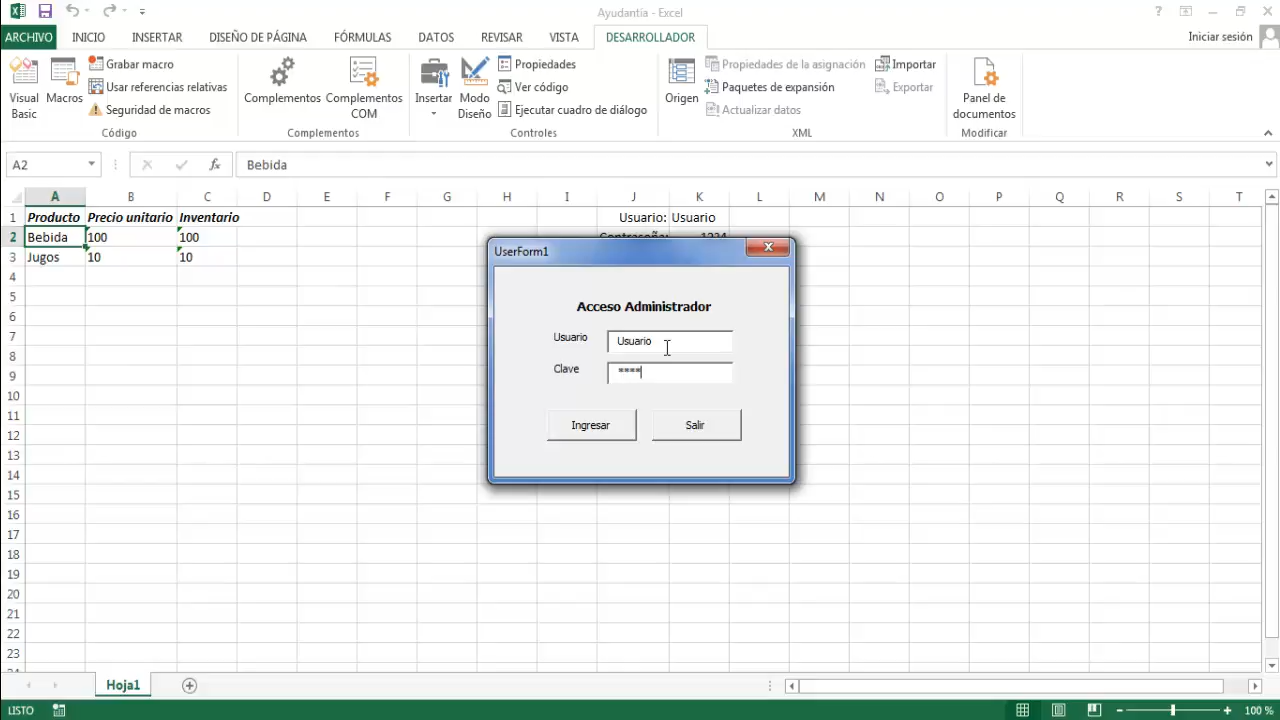 Ayudantía - Excel
ARCHIVO INICIO INSERTAR DISEÑO DE PÁGINA FÓRMULAS DATOS REVISAR VISTA DESARROLLADOR Iniciar sesión
Visual Basic
Macros
Grabar macro
Usar referencias relativas
Seguridad de macros
Código
Complementos
Complementos COM
Complementos
Insertar
Modo Diseño
Propiedades
Ver código
Ejecutar cuadro de diálogo
Controles
Origen
Propiedades de la asignación
Paquetes de expansión
Actualizar datos
Importar
Exportar
XML
Panel de documentos
Modificar
A2 fx Bebida
A B C D E F G H I J K L M N O P Q R S T
1 Producto Precio unitario Inventario Usuario: Usuario
2 Bebida 100 100 Contraseña: 1234
3 Jugos 10 10
4
5
6
7
8
9
10
11
12
13
14
15
16
17
18
19
20
21
22
23
UserForm1
Acceso Administrador
Usuario Usuario
Clave ****
Ingresar Salir
Hoja1
LISTO 100 %